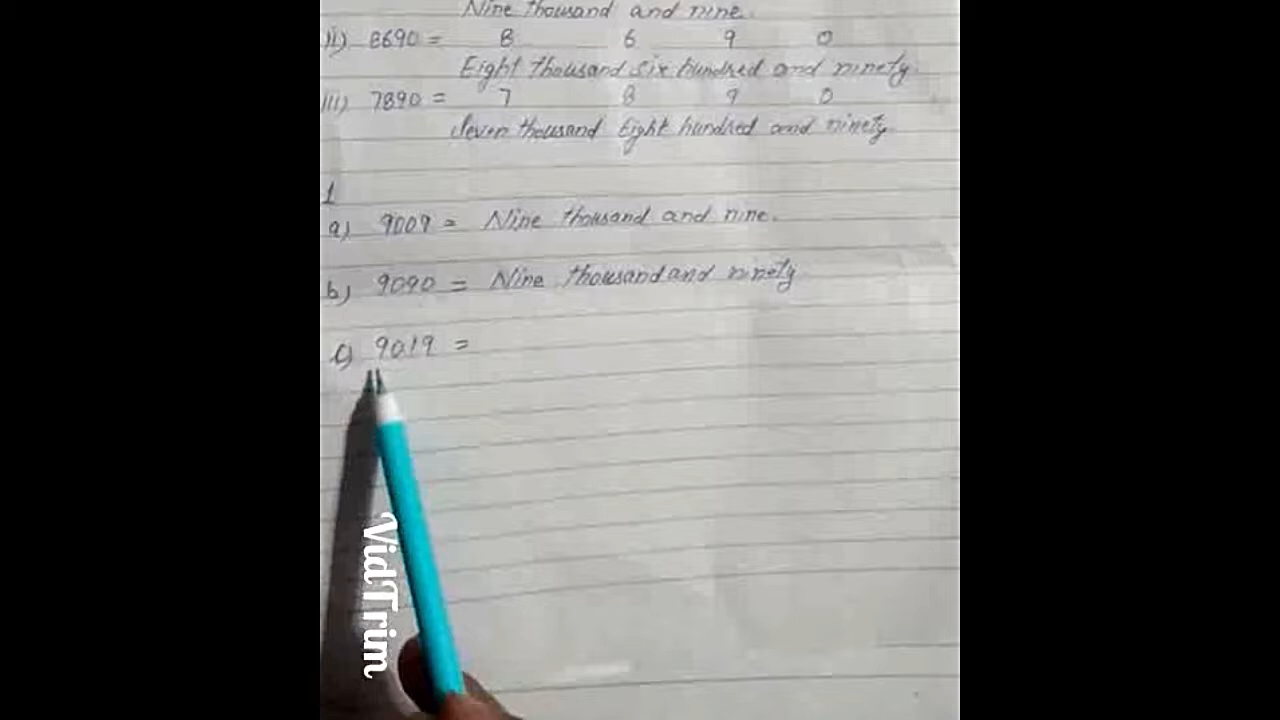 Nine thousand and nine.
ii) 8690 = 8 6 9 0
Eight thousand six hundred and ninety.
iii) 7890 = 7 8 9 0
Seven thousand Eight hundred and ninety
1
a) 9009 = Nine thousand and nine.
b) 9090 = Nine thousand and ninety
c) 9019 =
VidTrim